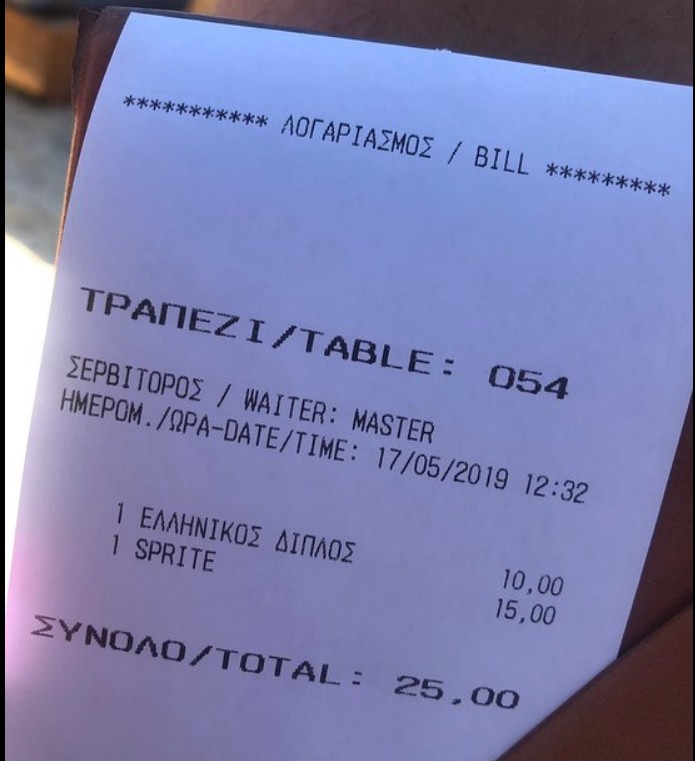 *********** ΛΟΓΑΡΙΑΣΜΟΣ / BILL *********
ΤΡΑΠΕΖΙ/TABLE: 054
ΣΕΡΒΙΤΟΡΟΣ / WAITER: MASTER
ΗΜΕΡΟΜ./ΩΡΑ-DATE/TIME: 17/05/2019 12:32
1 ΕΛΛΗΝΙΚΟΣ ΔΙΠΛΟΣ 10,00
1 SPRITE 15,00
ΣΥΝΟΛΟ/TOTAL: 25,00